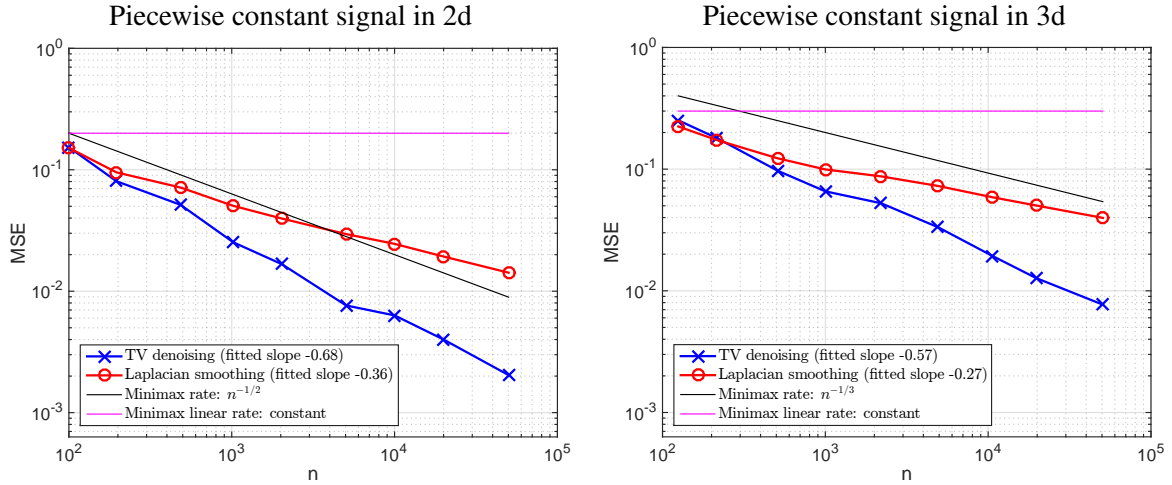 Piecewise constant signal in 2d
10^0
10^-1
10^-2
10^-3
MSE
TV denoising (fitted slope -0.68)
Laplacian smoothing (fitted slope -0.36)
Minimax rate: n^{-1/2}
Minimax linear rate: constant
10^2
10^3
10^4
10^5
n
Piecewise constant signal in 3d
10^0
10^-1
10^-2
10^-3
MSE
TV denoising (fitted slope -0.57)
Laplacian smoothing (fitted slope -0.27)
Minimax rate: n^{-1/3}
Minimax linear rate: constant
10^2
10^3
10^4
10^5
n